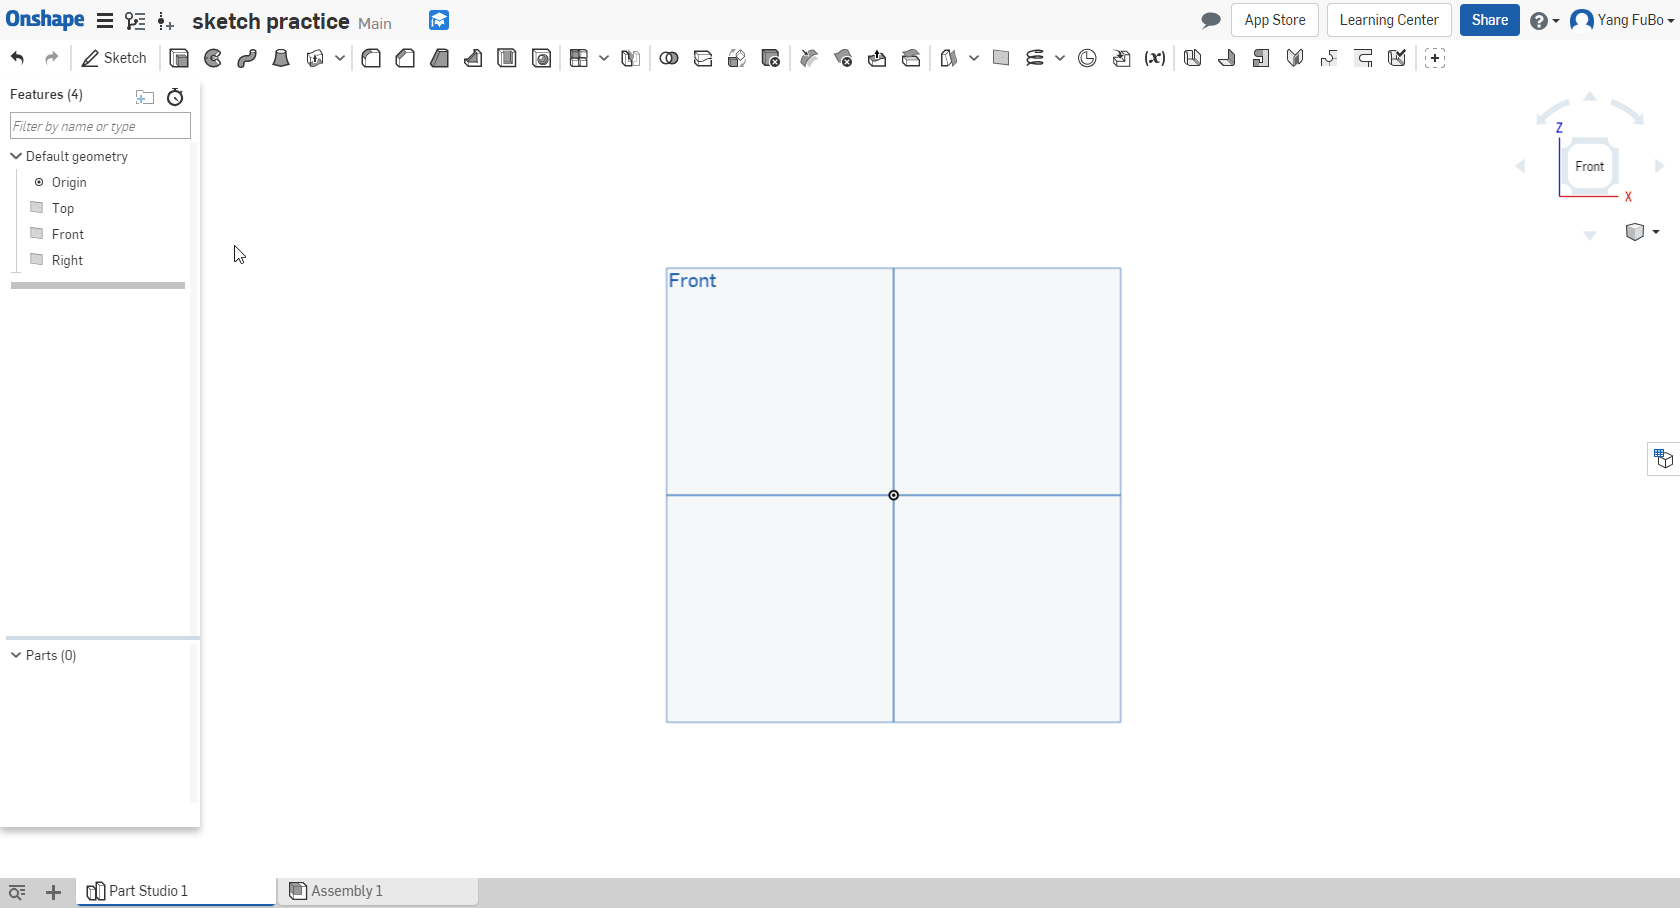 Onshape sketch practice Main App Store Learning Center Share Yang FuBo
Sketch (x)
Features (4)
Filter by name or type
Default geometry
Origin
Top
Front
Right
Parts (0)
Front
Z
Front
X
Part Studio 1 Assembly 1